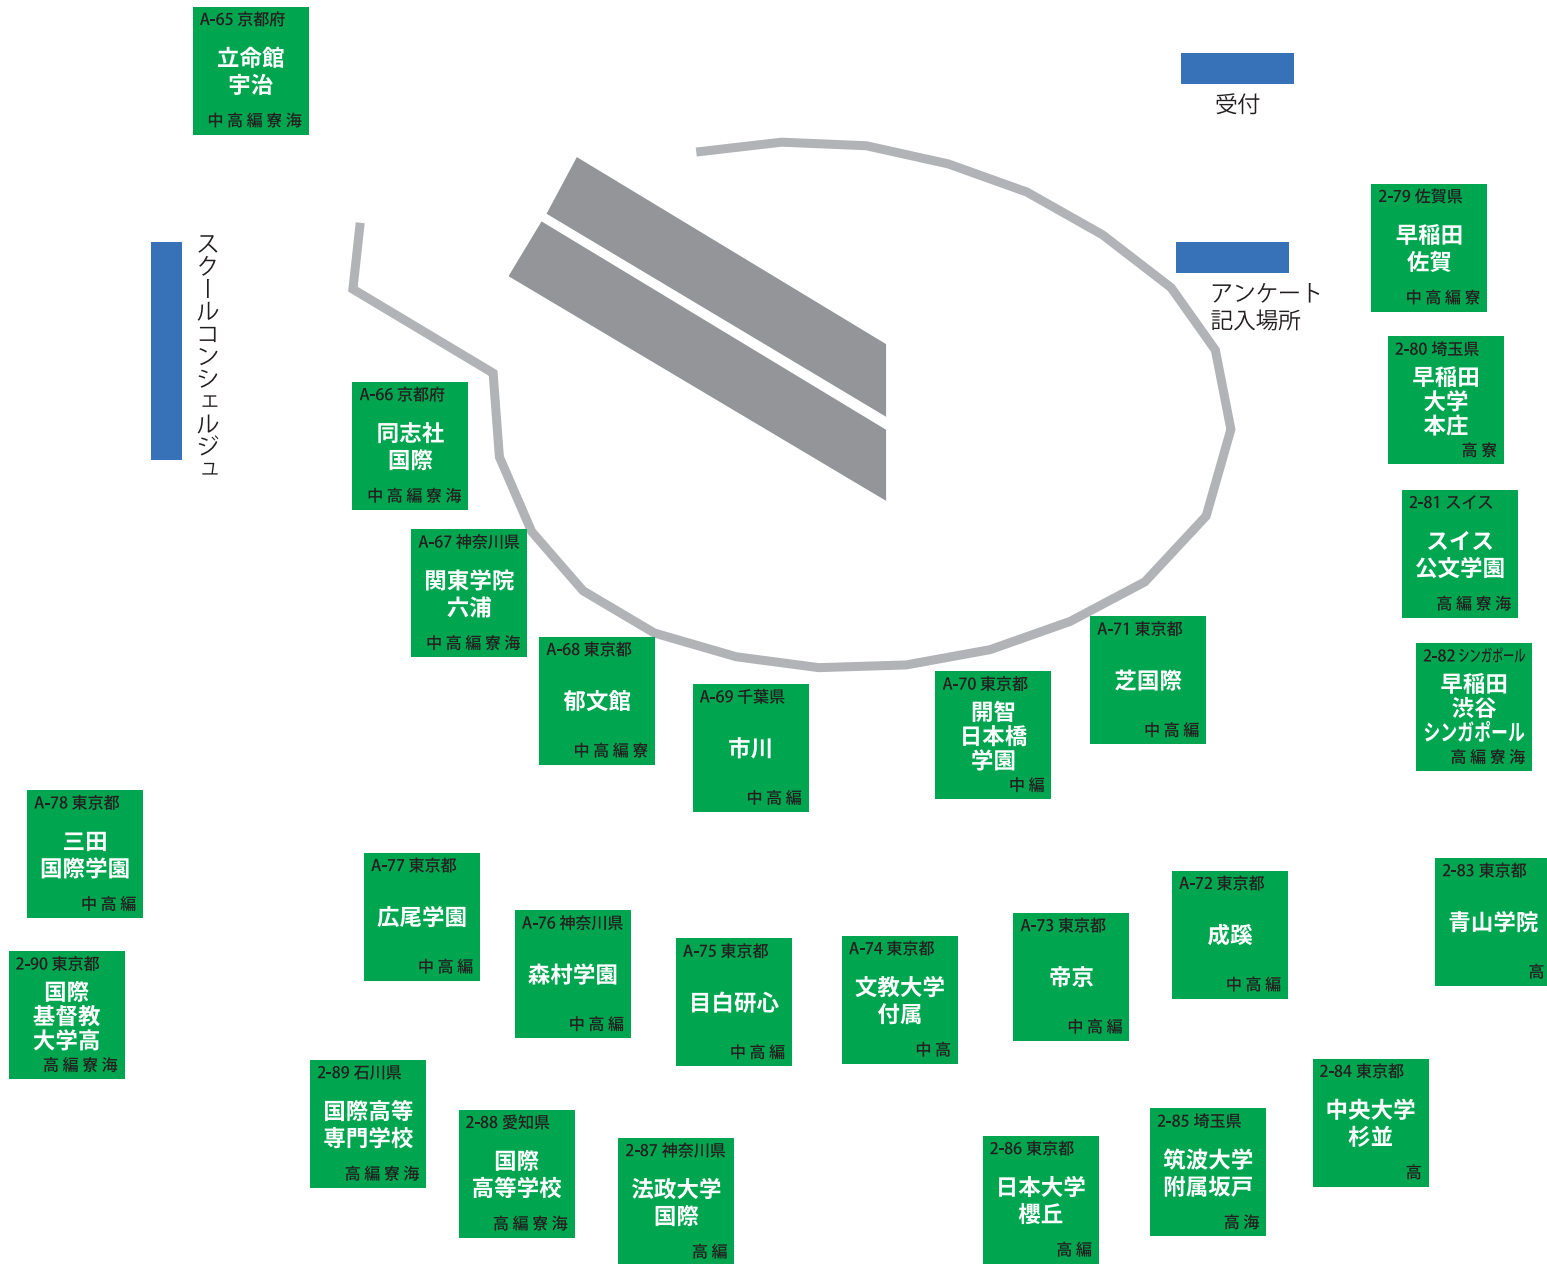 A-65 京都府
立命館
宇治
中 高 編 寮 海
受付
スクールコンシェルジュ
アンケート
記入場所
2-79 佐賀県
早稲田
佐賀
中 高 編 寮
2-80 埼玉県
早稲田
大学
本庄
高 寮
A-66 京都府
同志社
国際
中 高 編 寮 海
2-81 スイス
スイス
公文学園
高 編 寮 海
A-67 神奈川県
関東学院
六浦
中 高 編 寮 海
A-68 東京都
郁文館
中 高 編 寮
A-69 千葉県
市川
中 高 編
A-70 東京都
開智
日本橋
学園
中 編
A-71 東京都
芝国際
中 高 編
2-82 シンガポール
早稲田
渋谷
シンガポール
高 編 寮 海
A-78 東京都
三田
国際学園
中 高 編
A-77 東京都
広尾学園
中 高 編
A-76 神奈川県
森村学園
中 高 編
A-75 東京都
目白研心
中 高 編
A-74 東京都
文教大学
付属
中 高
A-73 東京都
帝京
中 高 編
A-72 東京都
成蹊
中 高 編
2-83 東京都
青山学院
高
2-90 東京都
国際
基督教
大学高
高 編 寮 海
2-89 石川県
国際高等
専門学校
高 編 寮 海
2-88 愛知県
国際
高等学校
高 編 寮 海
2-87 神奈川県
法政大学
国際
高 編
2-86 東京都
日本大学
櫻丘
高 編
2-85 埼玉県
筑波大学
附属坂戸
高 海
2-84 東京都
中央大学
杉並
高